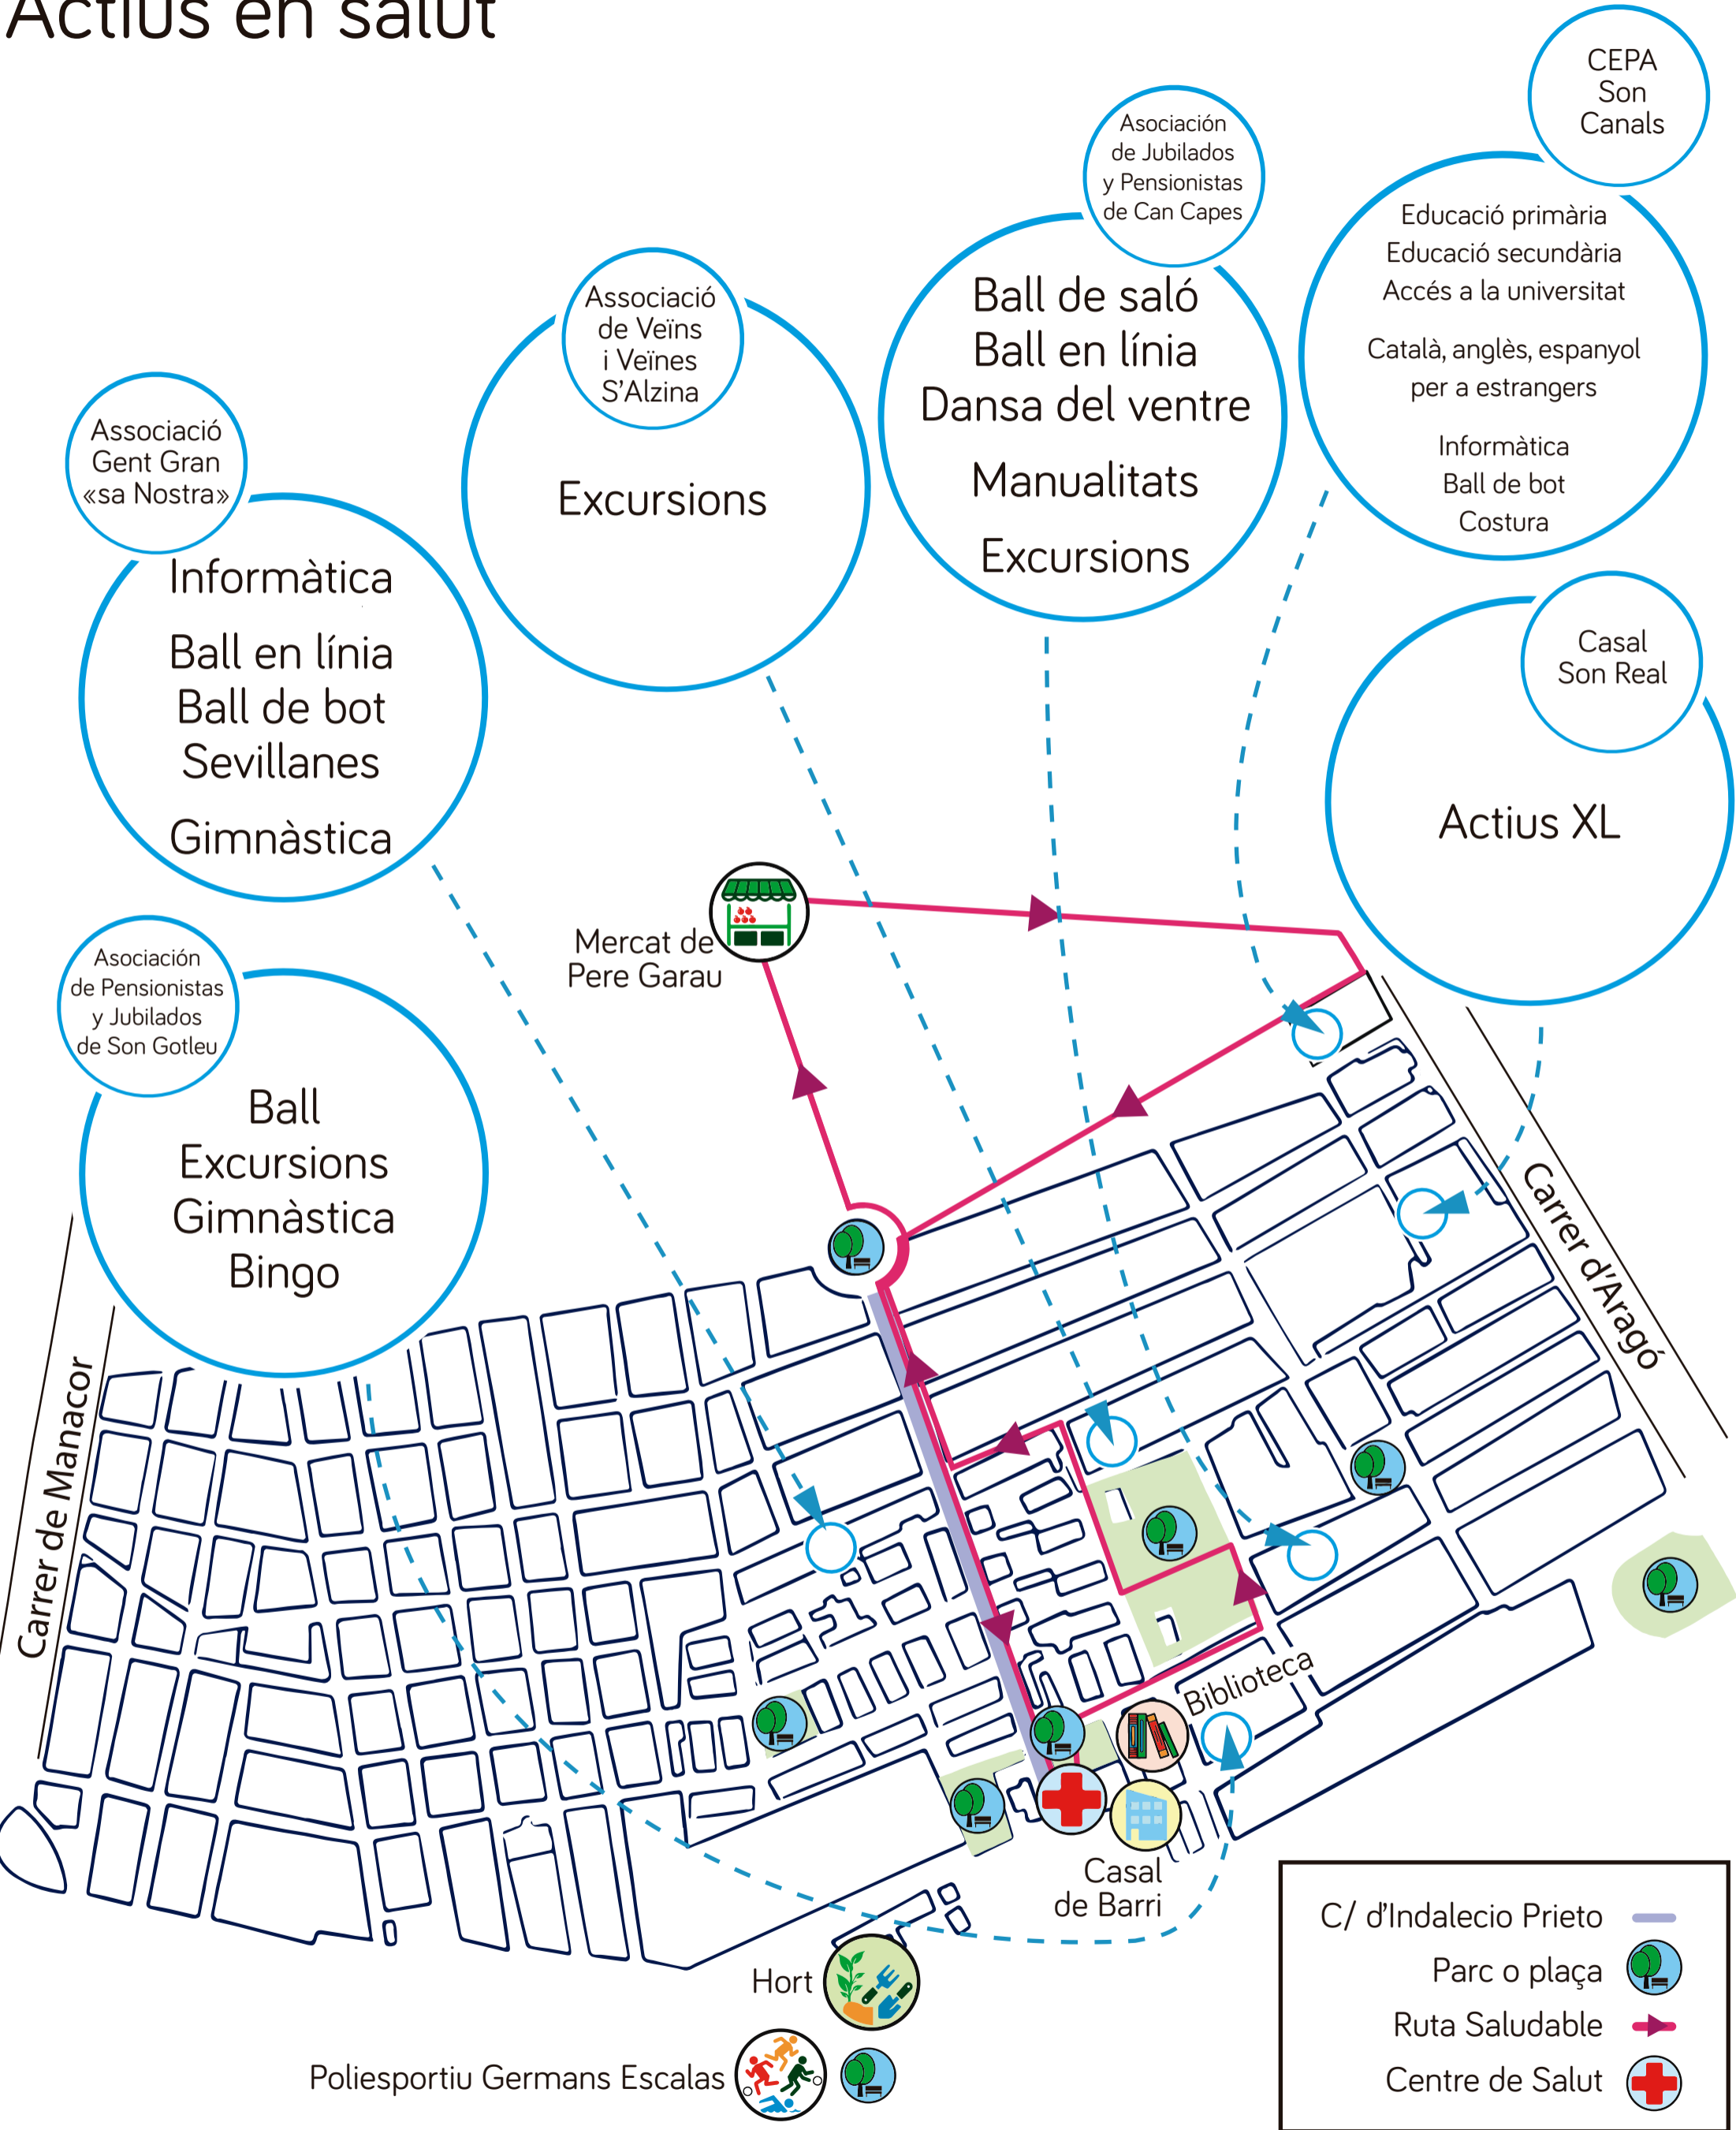 Actius en salut
CEPA
Son
Canals
Educació primària
Educació secundària
Accés a la universitat
Català, anglès, espanyol
per a estrangers
Informàtica
Ball de bot
Costura
Asociación
de Jubilados
y Pensionistas
de Can Capes
Ball de saló
Ball en línia
Dansa del ventre
Manualitats
Excursions
Associació
de Veïns
i Veïnes
S'Alzina
Excursions
Associació
Gent Gran
«sa Nostra»
Informàtica
Ball en línia
Ball de bot
Sevillanes
Gimnàstica
Casal
Son Real
Actius XL
Asociación
de Pensionistas
y Jubilados
de Son Gotleu
Ball
Excursions
Gimnàstica
Bingo
Mercat de
Pere Garau
Carrer d'Aragó
Carrer de Manacor
Biblioteca
Casal
de Barri
Hort
Poliesportiu Germans Escalas
C/ d'Indalecio Prieto
Parc o plaça
Ruta Saludable
Centre de Salut